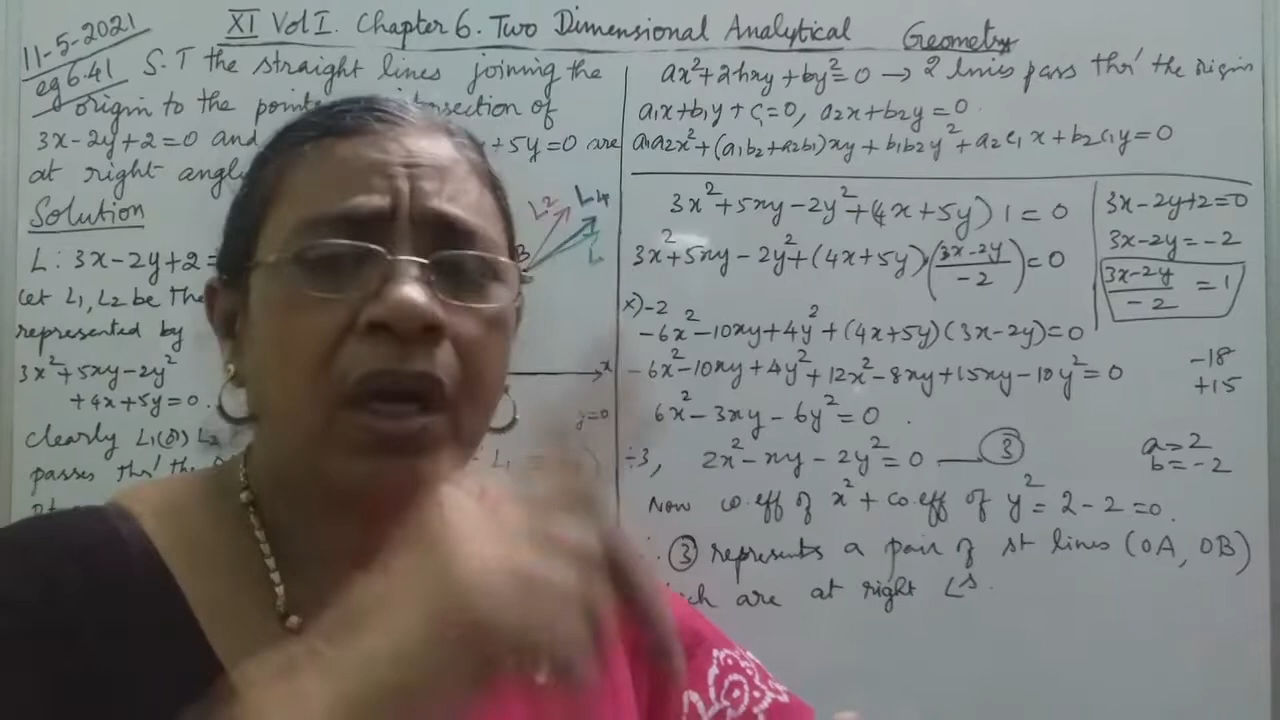 XI Vol I. Chapter 6. Two Dimensional Analytical Geometry
11-5-2021
eg 6.41
S.T the straight lines joining the
origin to the
3x-2y+2=0 and +5y=0 are
at right
Solution
L: 3x-2y+2=
Let L₁, L₂ be the
represented by
3x²+5xy-2y²
+4x+5y=0.
Clearly L₁(or) L₂
passes thr' the
L2
L4
L
B
x
y=0
L₁ =
ax²+2hxy+by²=0 → 2 lines pass thr' the origin
a₁x+b₁y+c₁=0, a₂x+b₂y=0.
a₁a₂x²+(a₁b₂+a₂b₁)xy+b₁b₂y²+a₂c₁x+b₂c₁y=0
3x²+5xy-2y²+(4x+5y)1=0
3x²+5xy-2y²+(4x+5y)(3x-2y/-2)=0
x)-2
-6x²-10xy+4y²+(4x+5y)(3x-2y)=0
-6x²-10xy+4y²+12x²-8xy+15xy-10y²=0
6x²-3xy-6y²=0.
÷3, 2x²-xy-2y²=0 — ③
Now co.eff of x²+co.eff of y²=2-2=0.
∴ ③ represents a pair of st lines (OA, OB)
are at right ∠s.
3x-2y+2=0
3x-2y=-2
3x-2y/-2 = 1
-18
+15
a=2
b=-2